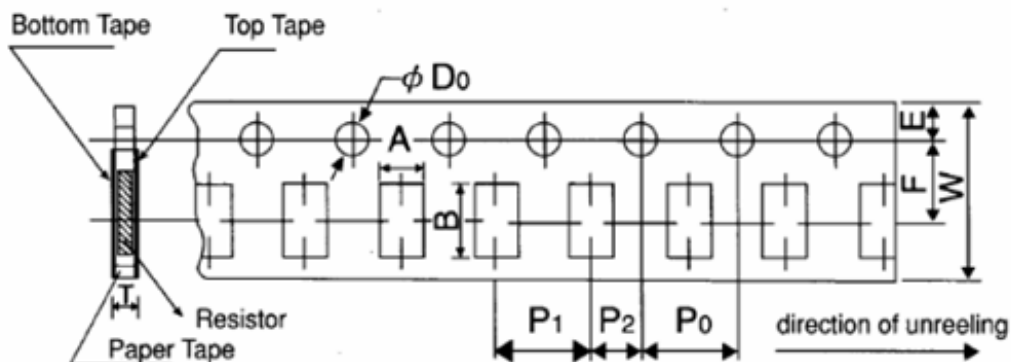 Bottom Tape
Top Tape
φ D0
A
E
F
W
B
T
Resistor
Paper Tape
P1
P2
P0
direction of unreeling